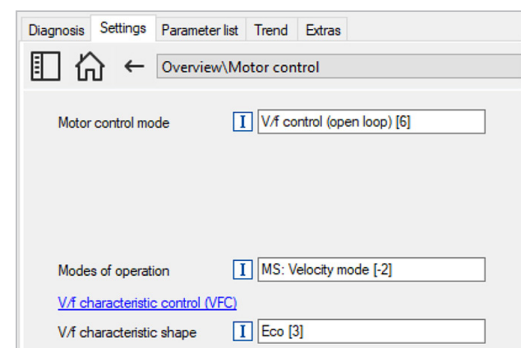 Diagnosis Settings Parameter list Trend Extras
Overview\Motor control
Motor control mode I V/f control (open loop) [6]
Modes of operation I MS: Velocity mode [-2]
V/f characteristic control (VFC)
V/f characteristic shape I Eco [3]